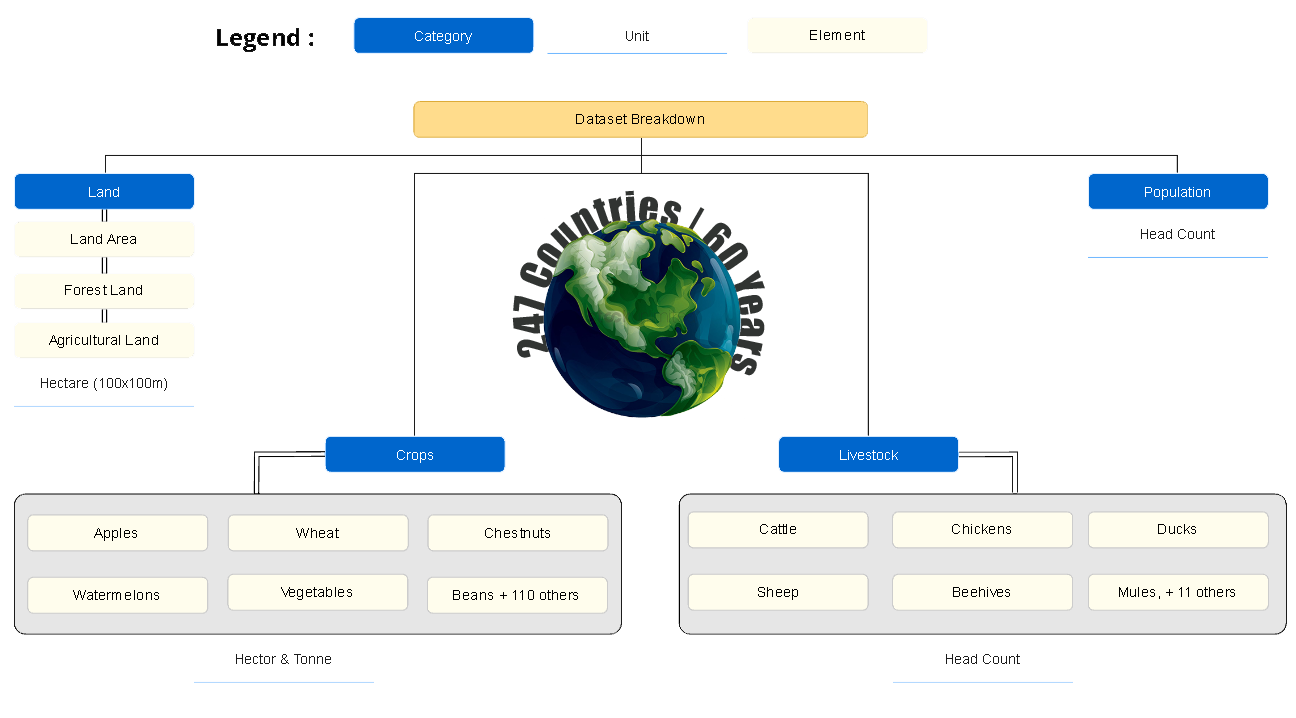 Legend :
Category
Unit
Element
Dataset Breakdown
Land
Population
Land Area
Head Count
Forest Land
Agricultural Land
Hectare (100x100m)
247 Countries / 60 Years
Crops
Livestock
Apples
Wheat
Chestnuts
Watermelons
Vegetables
Beans + 110 others
Cattle
Chickens
Ducks
Sheep
Beehives
Mules, + 11 others
Hector & Tonne
Head Count